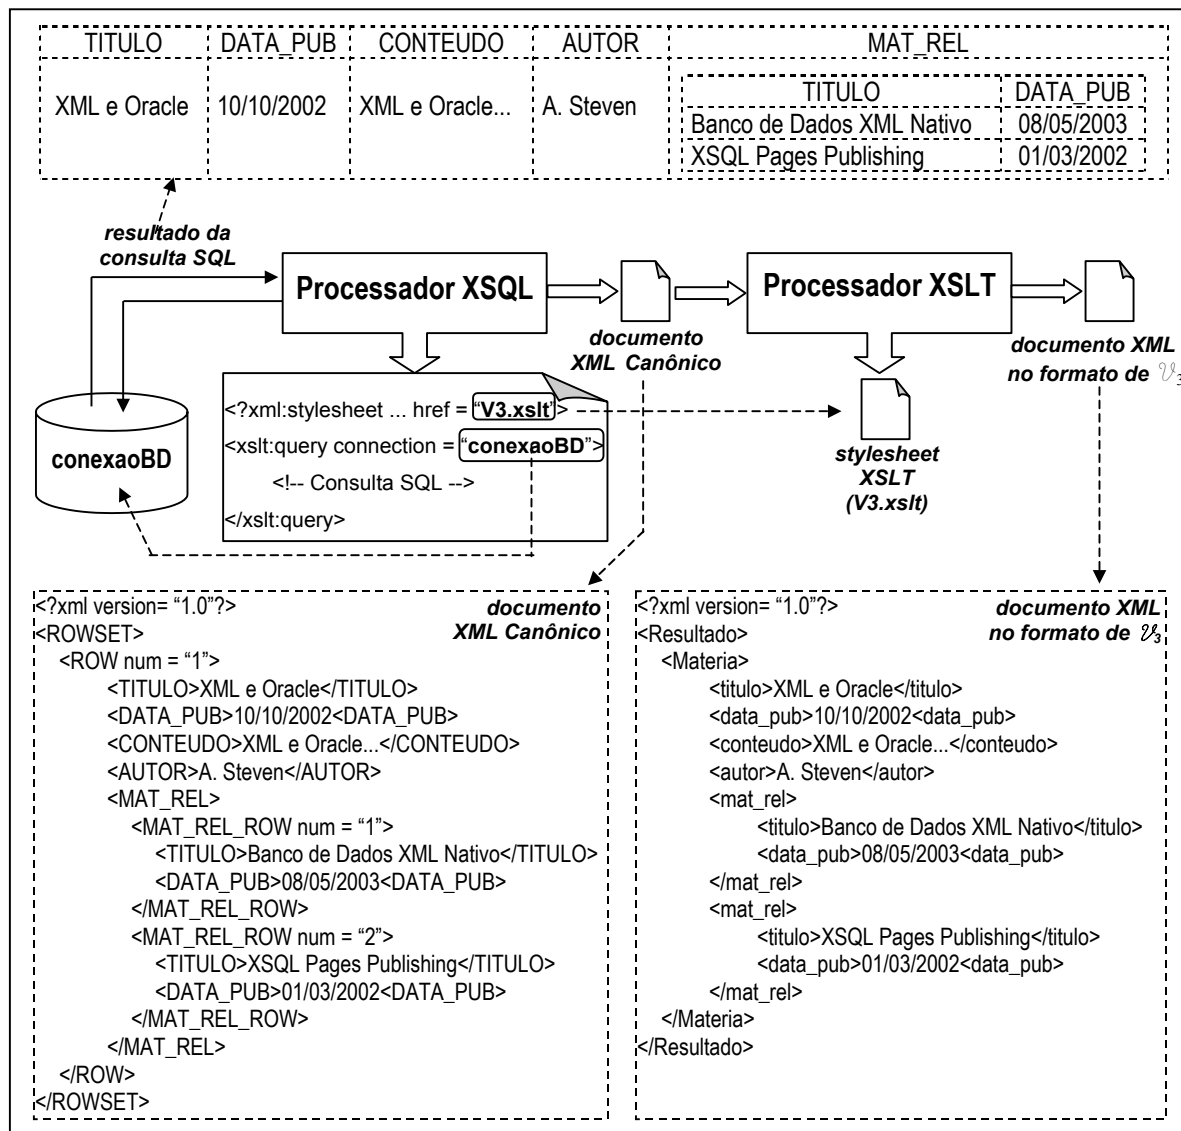 TITULO DATA_PUB CONTEUDO AUTOR MAT_REL
XML e Oracle 10/10/2002 XML e Oracle... A. Steven
TITULO DATA_PUB
Banco de Dados XML Nativo 08/05/2003
XSQL Pages Publishing 01/03/2002
resultado da
consulta SQL
Processador XSQL
Processador XSLT
documento
XML Canônico
documento XML
no formato de 𝒱3
conexaoBD
<?xml:stylesheet ... href = “V3.xslt”>
<xslt:query connection = “conexaoBD”>
<!-- Consulta SQL -->
</xslt:query>
stylesheet
XSLT
(V3.xslt)
<?xml version= “1.0”?>
documento
XML Canônico
<ROWSET>
<ROW num = “1”>
<TITULO>XML e Oracle</TITULO>
<DATA_PUB>10/10/2002<DATA_PUB>
<CONTEUDO>XML e Oracle...</CONTEUDO>
<AUTOR>A. Steven</AUTOR>
<MAT_REL>
<MAT_REL_ROW num = “1”>
<TITULO>Banco de Dados XML Nativo</TITULO>
<DATA_PUB>08/05/2003<DATA_PUB>
</MAT_REL_ROW>
<MAT_REL_ROW num = “2”>
<TITULO>XSQL Pages Publishing</TITULO>
<DATA_PUB>01/03/2002<DATA_PUB>
</MAT_REL_ROW>
</MAT_REL>
</ROW>
</ROWSET>
<?xml version= “1.0”?>
documento XML
no formato de 𝒱3
<Resultado>
<Materia>
<titulo>XML e Oracle</titulo>
<data_pub>10/10/2002<data_pub>
<conteudo>XML e Oracle...</conteudo>
<autor>A. Steven</autor>
<mat_rel>
<titulo>Banco de Dados XML Nativo</titulo>
<data_pub>08/05/2003<data_pub>
</mat_rel>
<mat_rel>
<titulo>XSQL Pages Publishing</titulo>
<data_pub>01/03/2002<data_pub>
</mat_rel>
</Materia>
</Resultado>